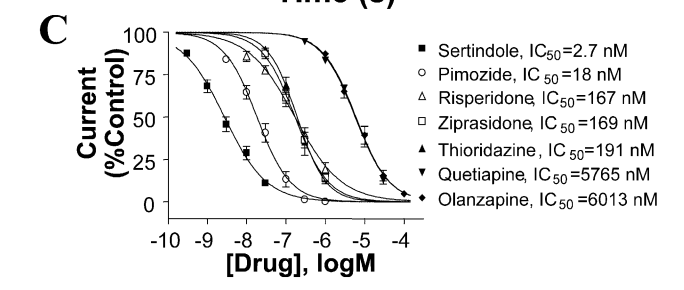 Time (s)
C
100
75
50
25
0
Current
(%Control)
-10 -9 -8 -7 -6 -5 -4
[Drug], logM
Sertindole, IC50=2.7 nM
Pimozide, IC50=18 nM
Risperidone, IC50=167 nM
Ziprasidone, IC50=169 nM
Thioridazine, IC50=191 nM
Quetiapine, IC50=5765 nM
Olanzapine, IC50=6013 nM